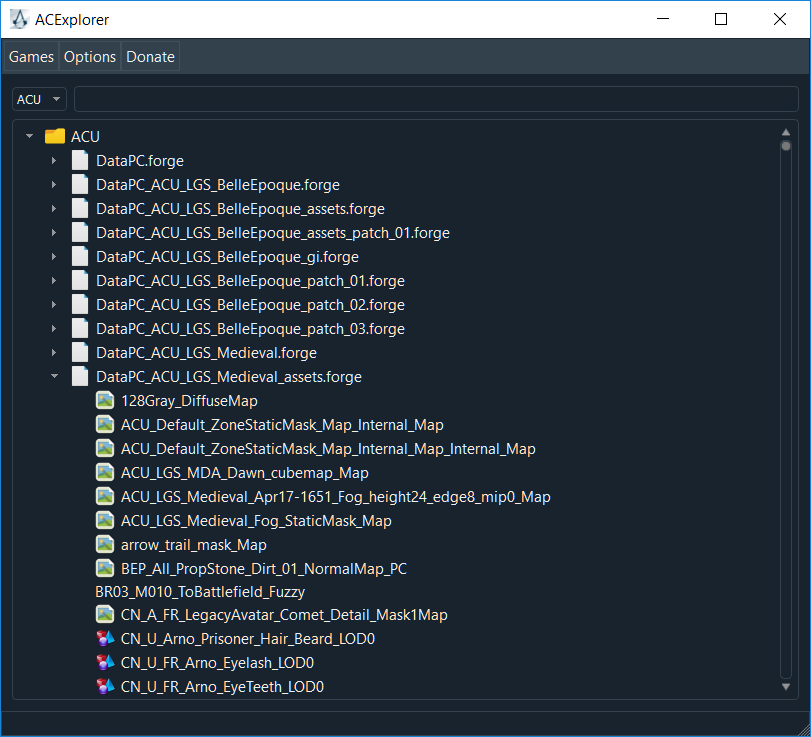 ACExplorer
Games Options Donate
ACU
ACU
DataPC.forge
DataPC_ACU_LGS_BelleEpoque.forge
DataPC_ACU_LGS_BelleEpoque_assets.forge
DataPC_ACU_LGS_BelleEpoque_assets_patch_01.forge
DataPC_ACU_LGS_BelleEpoque_gi.forge
DataPC_ACU_LGS_BelleEpoque_patch_01.forge
DataPC_ACU_LGS_BelleEpoque_patch_02.forge
DataPC_ACU_LGS_BelleEpoque_patch_03.forge
DataPC_ACU_LGS_Medieval.forge
DataPC_ACU_LGS_Medieval_assets.forge
128Gray_DiffuseMap
ACU_Default_ZoneStaticMask_Map_Internal_Map
ACU_Default_ZoneStaticMask_Map_Internal_Map_Internal_Map
ACU_LGS_MDA_Dawn_cubemap_Map
ACU_LGS_Medieval_Apr17-1651_Fog_height24_edge8_mip0_Map
ACU_LGS_Medieval_Fog_StaticMask_Map
arrow_trail_mask_Map
BEP_All_PropStone_Dirt_01_NormalMap_PC
BR03_M010_ToBattlefield_Fuzzy
CN_A_FR_LegacyAvatar_Comet_Detail_Mask1Map
CN_U_Arno_Prisoner_Hair_Beard_LOD0
CN_U_FR_Arno_Eyelash_LOD0
CN_U_FR_Arno_EyeTeeth_LOD0